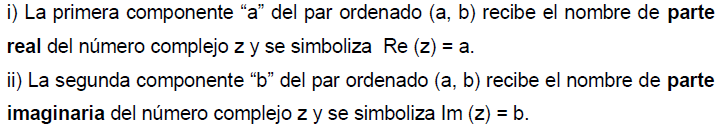 i) La primera componente “a” del par ordenado (a, b) recibe el nombre de parte
real del número complejo z y se simboliza Re (z) = a.
ii) La segunda componente “b” del par ordenado (a, b) recibe el nombre de parte
imaginaria del número complejo z y se simboliza Im (z) = b.